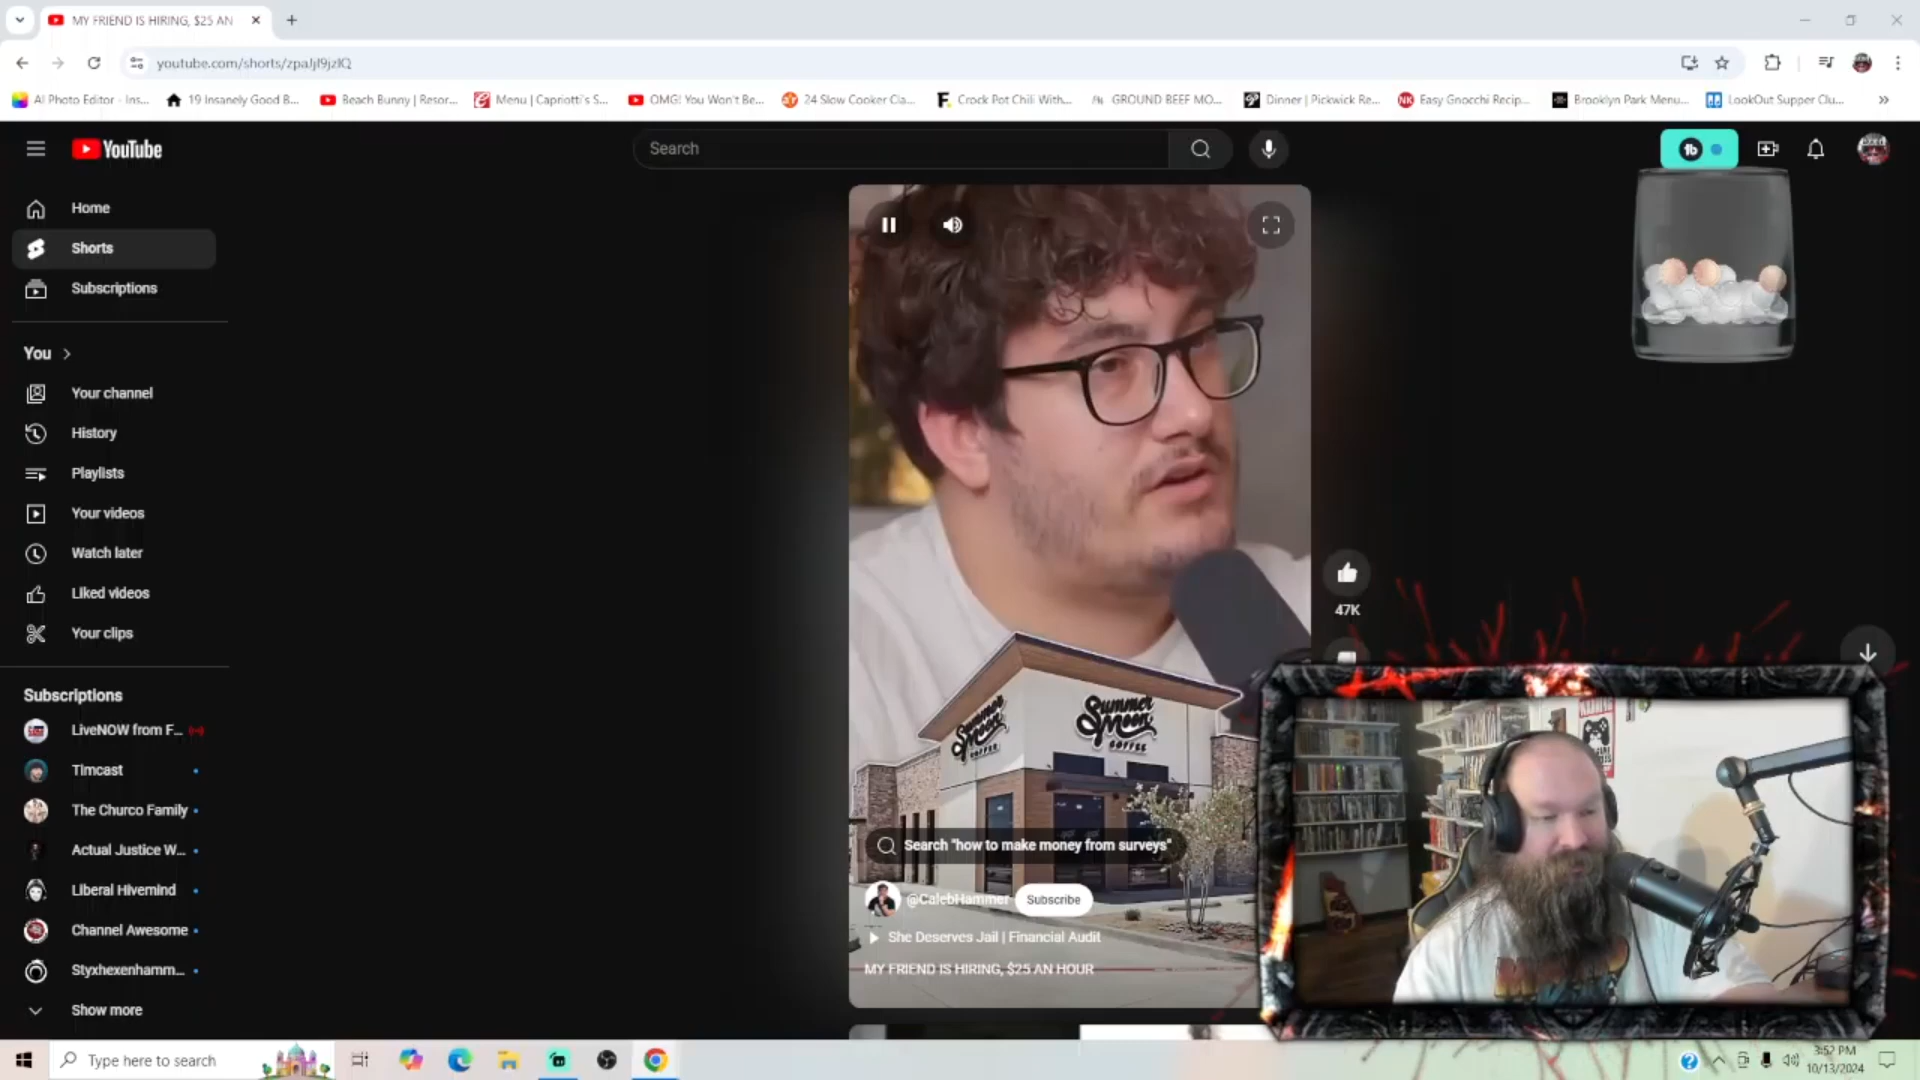 MY FRIEND IS HIRING, $25 AN
youtube.com/shorts/zpaJjl9jzlQ
AI Photo Editor - Ins...
19 Insanely Good B...
Beach Bunny | Resor...
Menu | Capriotti's S...
OMG! You Won't Be...
24 Slow Cooker Cla...
Crock Pot Chili With...
GROUND BEEF MO...
Dinner | Pickwick Re...
Easy Gnocchi Recip...
Brooklyn Park Menu...
LookOut Supper Clu...
YouTube
Search
Home
Shorts
Subscriptions
You
Your channel
History
Playlists
Your videos
Watch later
Liked videos
Your clips
Subscriptions
LiveNOW from F...
Timcast
The Churco Family
Actual Justice W...
Liberal Hivemind
Channel Awesome
Styxhexenhamm...
Show more
47K
Summer Moon COFFEE
Summer Moon COFFEE
Search "how to make money from surveys"
@CalebHammer
Subscribe
She Deserves Jail | Financial Audit
MY FRIEND IS HIRING, $25 AN HOUR
Type here to search
3:52 PM
10/13/2024